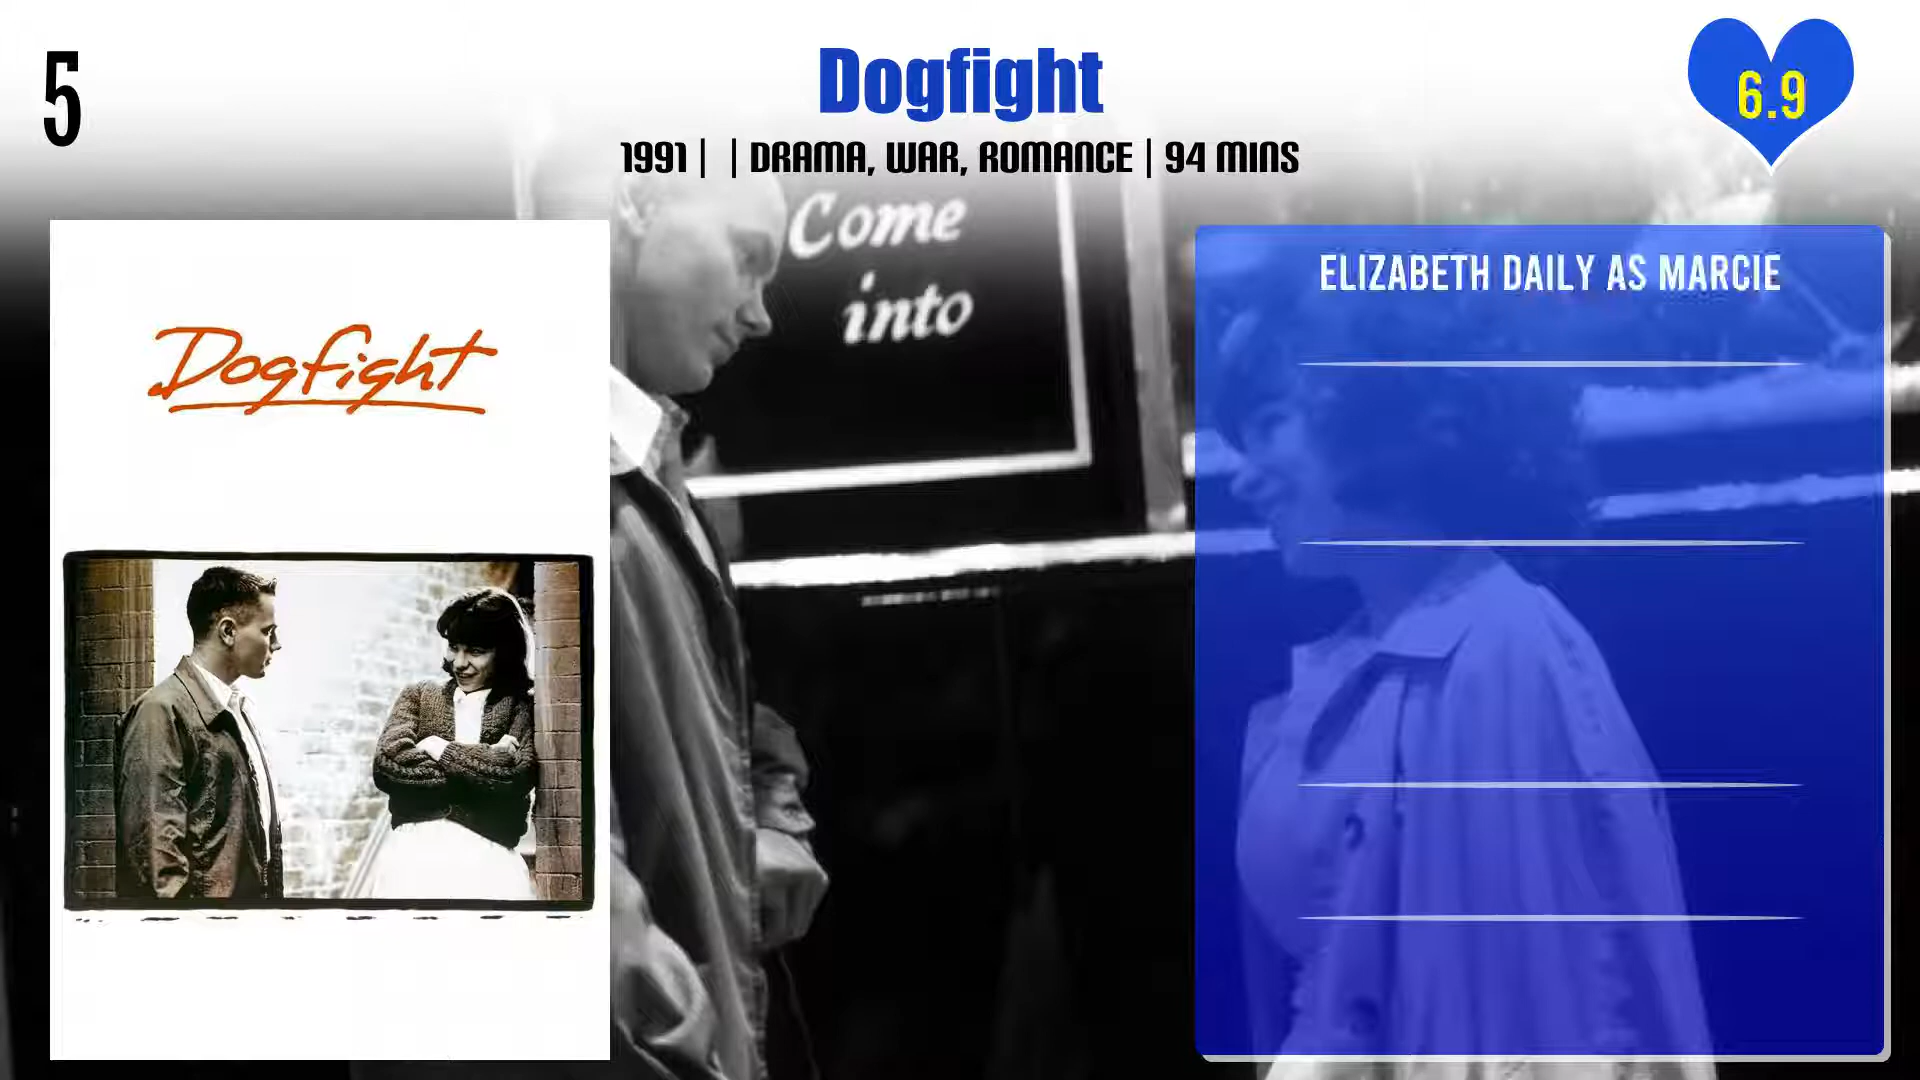 5
Dogfight
6.9
1991 | | DRAMA, WAR, ROMANCE | 94 MINS
Come
into
ELIZABETH DAILY AS MARCIE
Dogfight